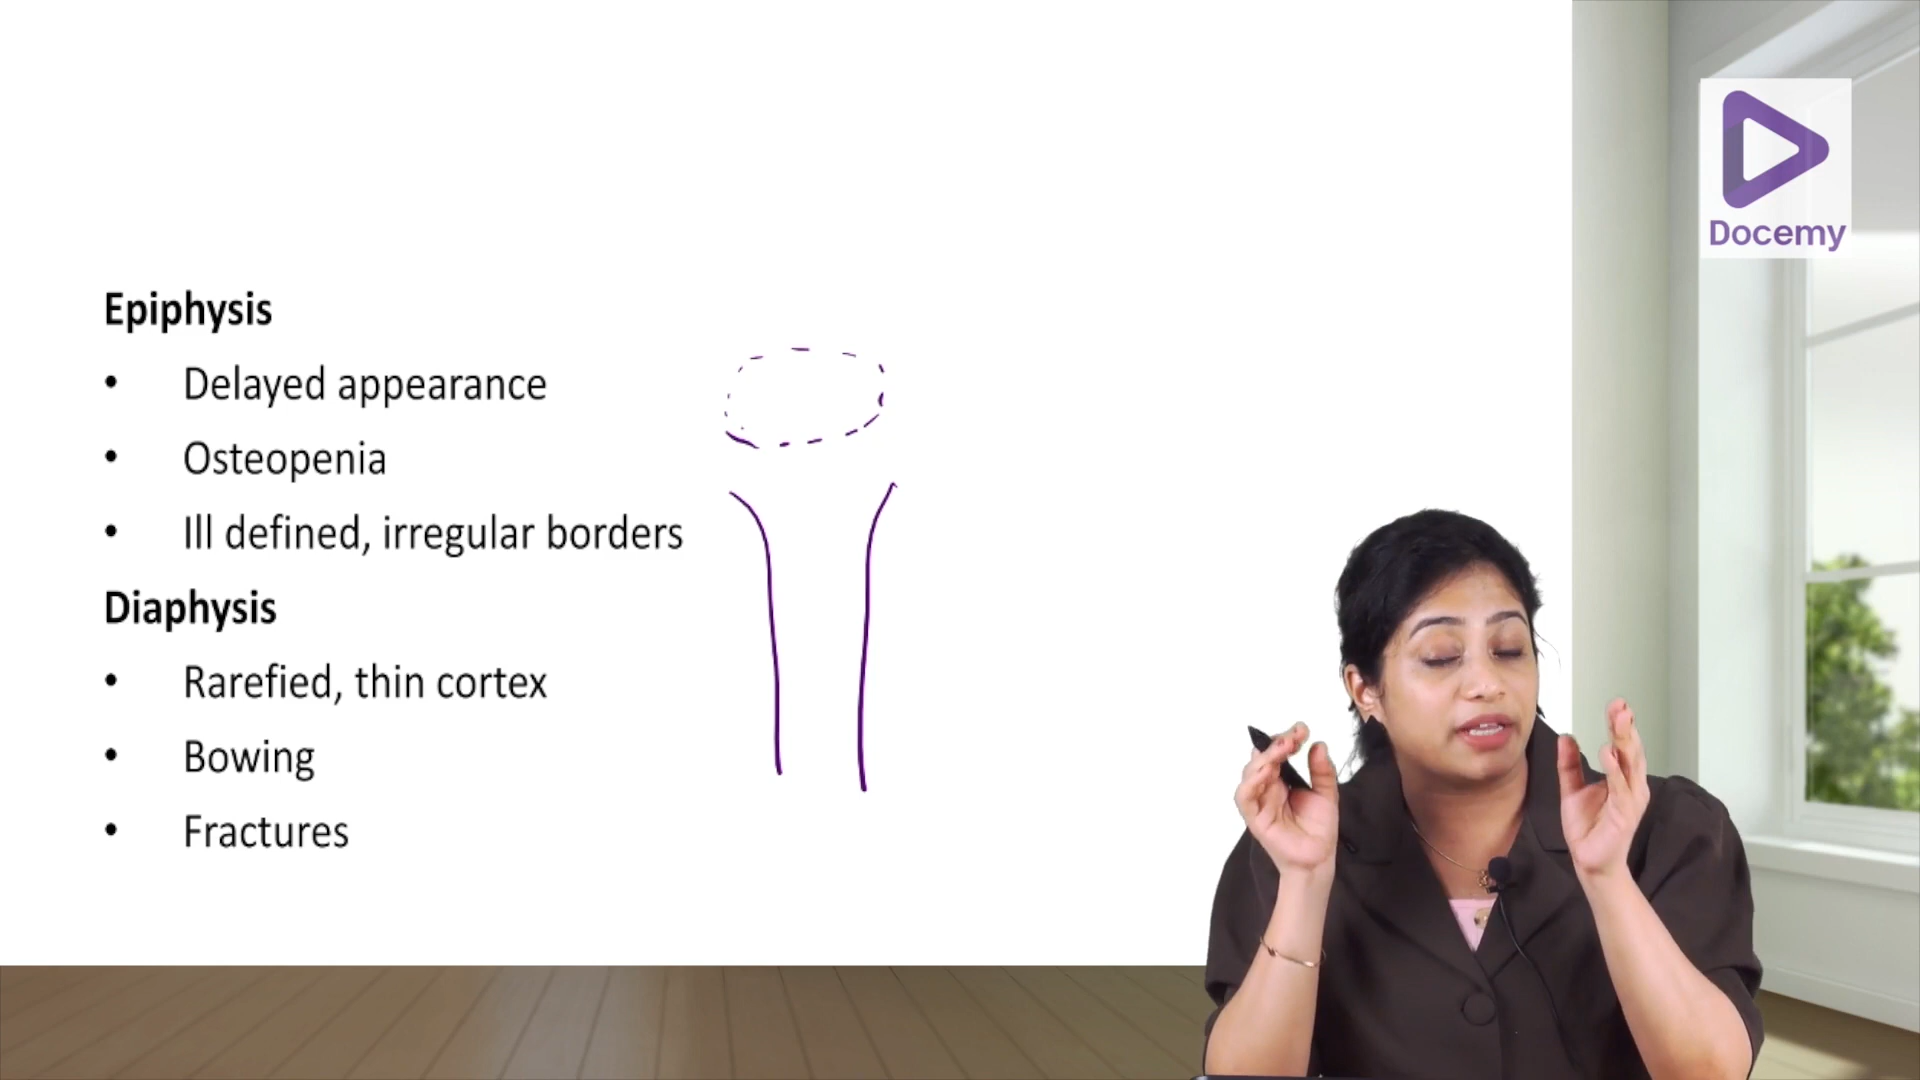 Epiphysis
• Delayed appearance
• Osteopenia
• Ill defined, irregular borders
Diaphysis
• Rarefied, thin cortex
• Bowing
• Fractures
Docemy